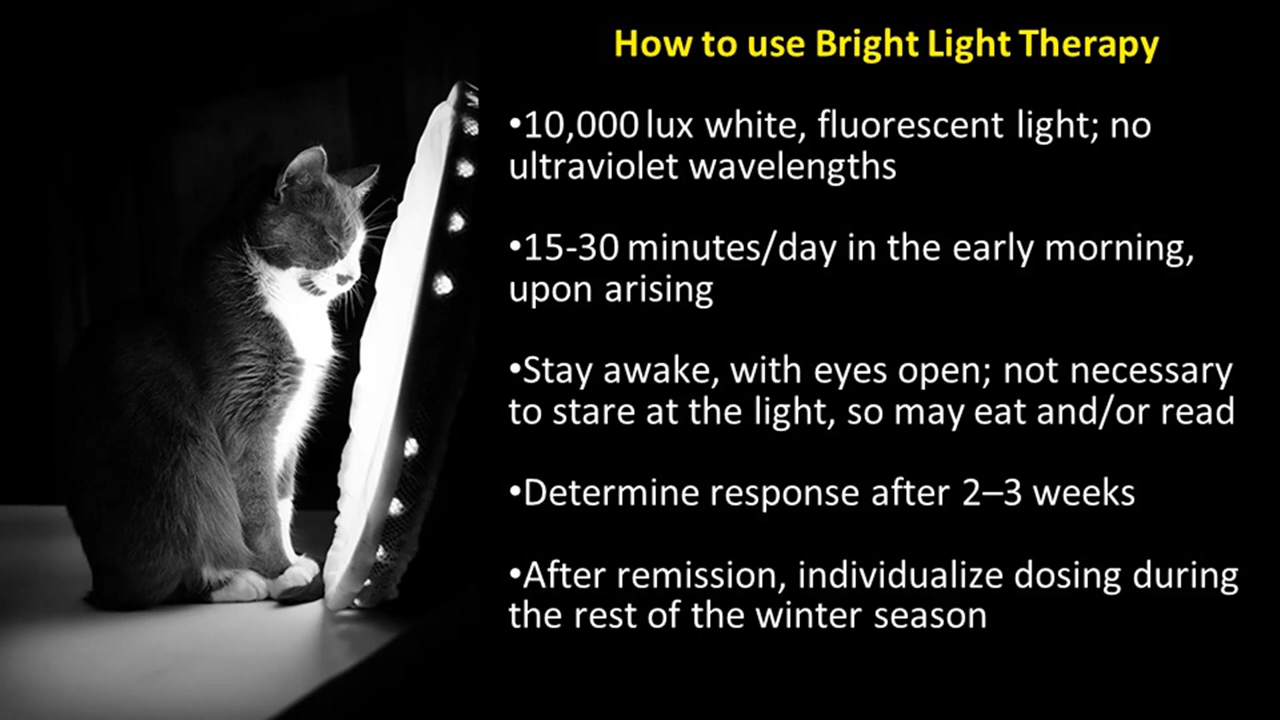 How to use Bright Light Therapy
•10,000 lux white, fluorescent light; no
ultraviolet wavelengths
•15-30 minutes/day in the early morning,
upon arising
•Stay awake, with eyes open; not necessary
to stare at the light, so may eat and/or read
•Determine response after 2–3 weeks
•After remission, individualize dosing during
the rest of the winter season